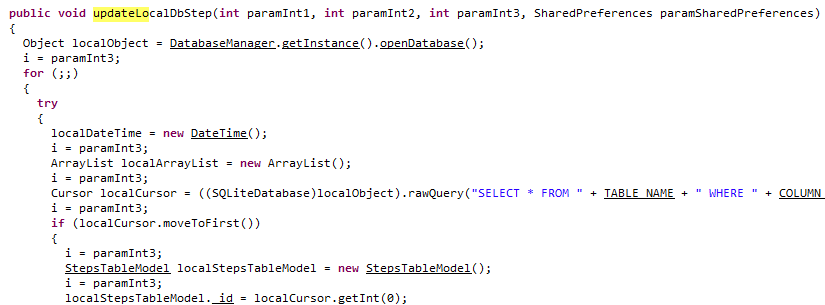 public void updateLocalDbStep(int paramInt1, int paramInt2, int paramInt3, SharedPreferences paramSharedPreferences)
{
Object localObject = DatabaseManager.getInstance().openDatabase();
i = paramInt3;
for (;;)
{
try
{
localDateTime = new DateTime();
i = paramInt3;
ArrayList localArrayList = new ArrayList();
i = paramInt3;
Cursor localCursor = ((SQLiteDatabase)localObject).rawQuery("SELECT * FROM " + TABLE_NAME + " WHERE " + COLUMN_
i = paramInt3;
if (localCursor.moveToFirst())
{
i = paramInt3;
StepsTableModel localStepsTableModel = new StepsTableModel();
i = paramInt3;
localStepsTableModel._id = localCursor.getInt(0);